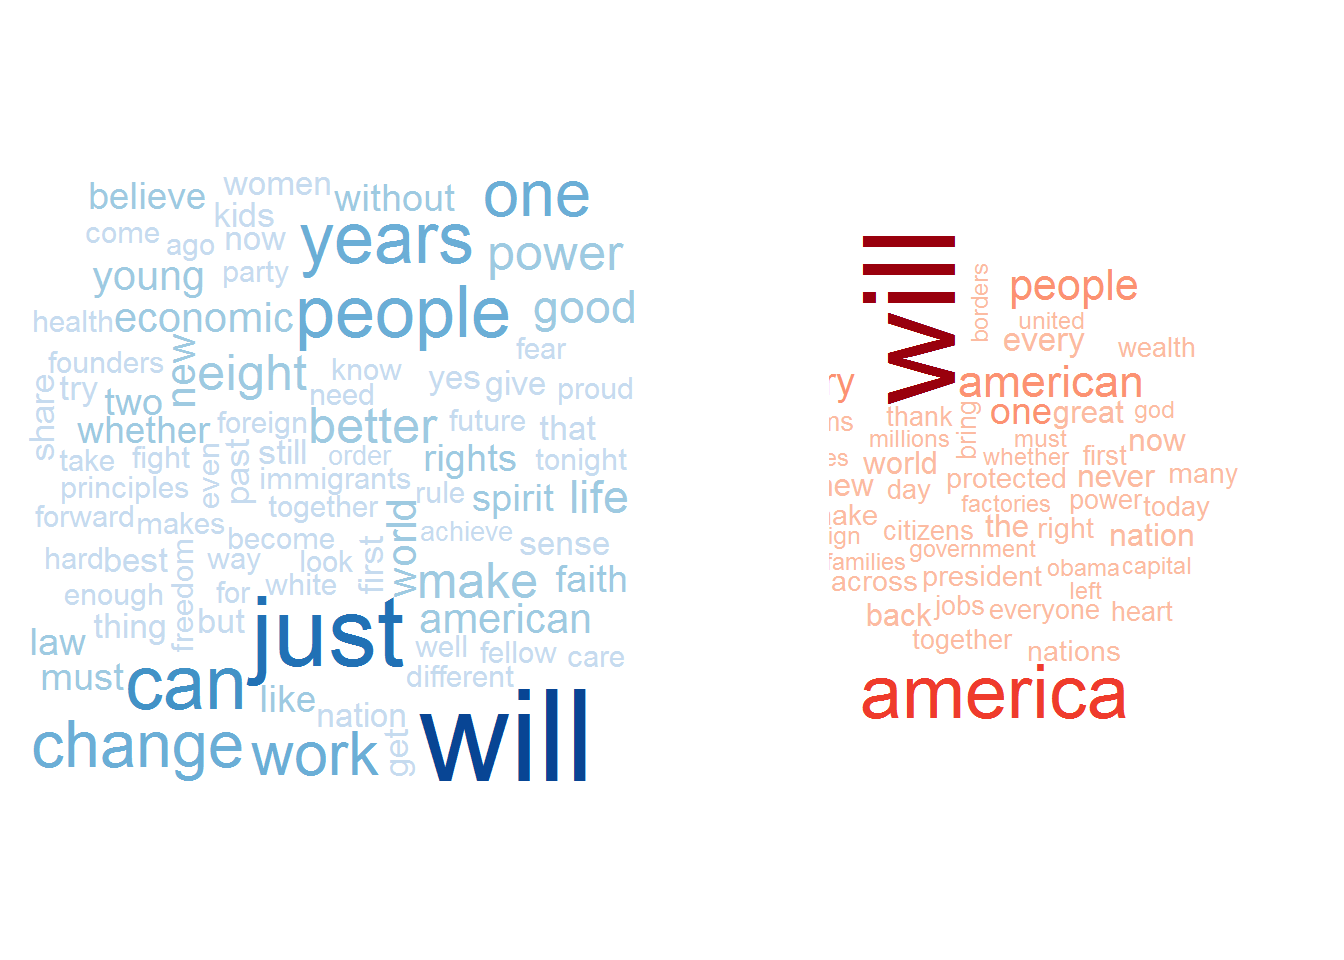 believe women without one
kids
come ago now years power
young party
health economic people good
founders new eight know fear
share try two need yes give proud
whether foreign better future that
take fight even past still order rights tonight
principles immigrants rule spirit life
forward makes together world achieve
hard best become way look first sense
enough for white make faith
thing freedom but just american
law well fellow care
must can like different
nation
change work get will
will borders people
united
every wealth
ry american
ms thank bring one great god
millions must now
es world whether first
new day protected never many
factories power today
ake citizens the right nation
ign government
families president obama capital
across left
back jobs everyone heart
together nations
america